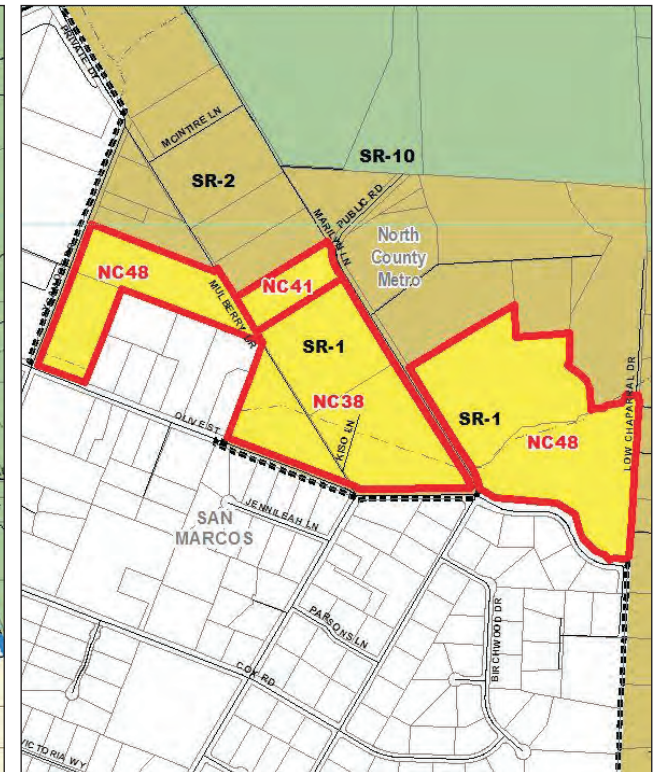 PRIVATE DY
MCINTIRE LN
SR-10
SR-2
PUBLIC RD
MARILYN LN
North
County
Metro
NC48
NC41
MULBERRY DR
SR-1
NC38
SR-1
NC48
LOW CHAPARRAL DR
OLIVE ST
KISO LN
SAN
MARCOS
JENNILEAH LN
PARSONS LN
BIRCHWOOD DR
COX RD
VICTORIA WY